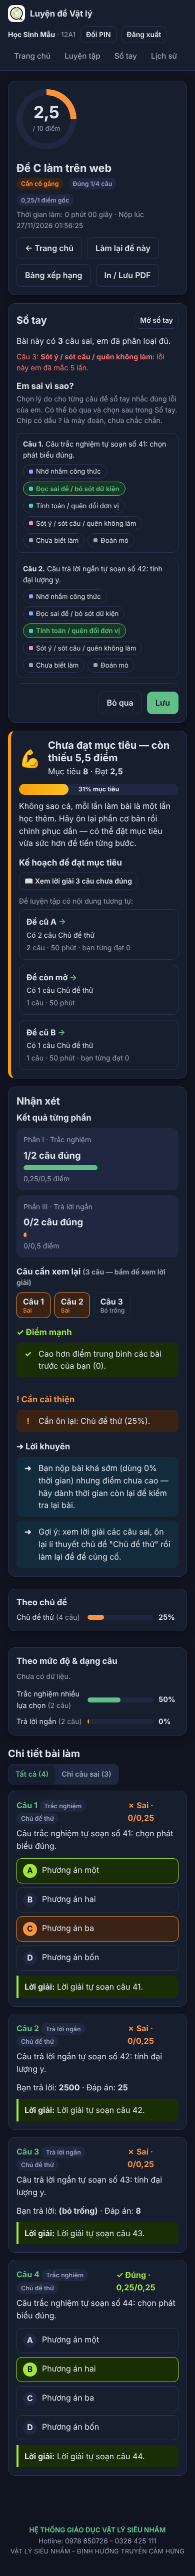 Luyện đề Vật lý
Học Sinh Mẫu · 12A1 Đổi PIN Đăng xuất
Trang chủ Luyện tập Sổ tay Lịch sử
2,5
/ 10 điểm
Đề C làm trên web
Cần cố gắng Đúng 1/4 câu
0,25/1 điểm gốc
Thời gian làm: 0 phút 00 giây · Nộp lúc
27/11/2026 01:56:25
← Trang chủ Làm lại đề này
Bảng xếp hạng In / Lưu PDF
Sổ tay Mở sổ tay
Bài này có 3 câu sai, em đã phân loại đủ.
Câu 3: Sót ý / sót câu / quên không làm: lỗi
này em đã mắc 5 lần.
Em sai vì sao?
Chọn lý do cho từng câu để sổ tay nhắc đúng lỗi
của em. Có thể bỏ qua và chọn sau trong Sổ tay.
Chip có dấu ? là máy đoán, chưa chắc đúng.
Câu 1. Câu trắc nghiệm tự soạn số 41: chọn
phát biểu đúng.
Nhớ nhầm công thức
Đọc sai đề / bỏ sót dữ kiện
Tính toán / quên đổi đơn vị
Sót ý / sót câu / quên không làm
Chưa biết làm Đoán mò
Câu 2. Câu trả lời ngắn tự soạn số 42: tính
đại lượng y.
Nhớ nhầm công thức
Đọc sai đề / bỏ sót dữ kiện
Tính toán / quên đổi đơn vị
Sót ý / sót câu / quên không làm
Chưa biết làm Đoán mò
Bỏ qua Lưu
Chưa đạt mục tiêu — còn
thiếu 5,5 điểm
Mục tiêu 8 · Đạt 2,5
31% mục tiêu
Không sao cả, mỗi lần làm bài là một lần
học thêm. Hãy ôn lại phần cơ bản rồi
chinh phục dần — có thể đặt mục tiêu
vừa sức hơn để tiến từng bước.
Kế hoạch để đạt mục tiêu
📖 Xem lời giải 3 câu chưa đúng
Đề luyện tập có nội dung tương tự:
Đề cũ A →
Có 2 câu Chủ đề thử
2 câu · 50 phút · bạn từng đạt 0
Đề còn mở →
Có 1 câu Chủ đề thử
1 câu · 50 phút
Đề cũ B →
Có 1 câu Chủ đề thử
1 câu · 50 phút · bạn từng đạt 0
Nhận xét
Kết quả từng phần
Phần I · Trắc nghiệm
1/2 câu đúng
0,25/0,5 điểm
Phần III · Trả lời ngắn
0/2 câu đúng
0/0,5 điểm
Câu cần xem lại (3 câu — bấm để xem lời
giải)
Câu 1 Câu 2 Câu 3
Sai Sai Bỏ trống
✓ Điểm mạnh
✓ Cao hơn điểm trung bình các bài
trước của bạn (0).
! Cần cải thiện
! Cần ôn lại: Chủ đề thử (25%).
➜ Lời khuyên
➜ Bạn nộp bài khá sớm (dùng 0%
thời gian) nhưng điểm chưa cao —
hãy dành thời gian còn lại để kiểm
tra lại bài.
➜ Gợi ý: xem lời giải các câu sai, ôn
lại lí thuyết chủ đề "Chủ đề thử" rồi
làm lại đề để củng cố.
Theo chủ đề
Chủ đề thử (4 câu) 25%
Theo mức độ & dạng câu
Chưa có dữ liệu.
Trắc nghiệm nhiều
lựa chọn (2 câu) 50%
Trả lời ngắn (2 câu) 0%
Chi tiết bài làm
Tất cả (4) Chỉ câu sai (3)
Câu 1 Trắc nghiệm ✕ Sai ·
Chủ đề thử 0/0,25
Câu trắc nghiệm tự soạn số 41: chọn phát
biểu đúng.
A Phương án một
B Phương án hai
C Phương án ba
D Phương án bốn
Lời giải: Lời giải tự soạn câu 41.
Câu 2 Trả lời ngắn ✕ Sai ·
Chủ đề thử 0/0,25
Câu trả lời ngắn tự soạn số 42: tính đại
lượng y.
Bạn trả lời: 2500 · Đáp án: 25
Lời giải: Lời giải tự soạn câu 42.
Câu 3 Trả lời ngắn ✕ Sai ·
Chủ đề thử 0/0,25
Câu trả lời ngắn tự soạn số 43: tính đại
lượng y.
Bạn trả lời: (bỏ trống) · Đáp án: 8
Lời giải: Lời giải tự soạn câu 43.
Câu 4 Trắc nghiệm ✓ Đúng ·
Chủ đề thử 0,25/0,25
Câu trắc nghiệm tự soạn số 44: chọn phát
biểu đúng.
A Phương án một
B Phương án hai
C Phương án ba
D Phương án bốn
Lời giải: Lời giải tự soạn câu 44.
HỆ THỐNG GIÁO DỤC VẬT LÝ SIÊU NHẦM
Hotline: 0978 650726 - 0326 425 111
VẬT LÝ SIÊU NHẦM - ĐỊNH HƯỚNG TRUYỀN CẢM HỨNG